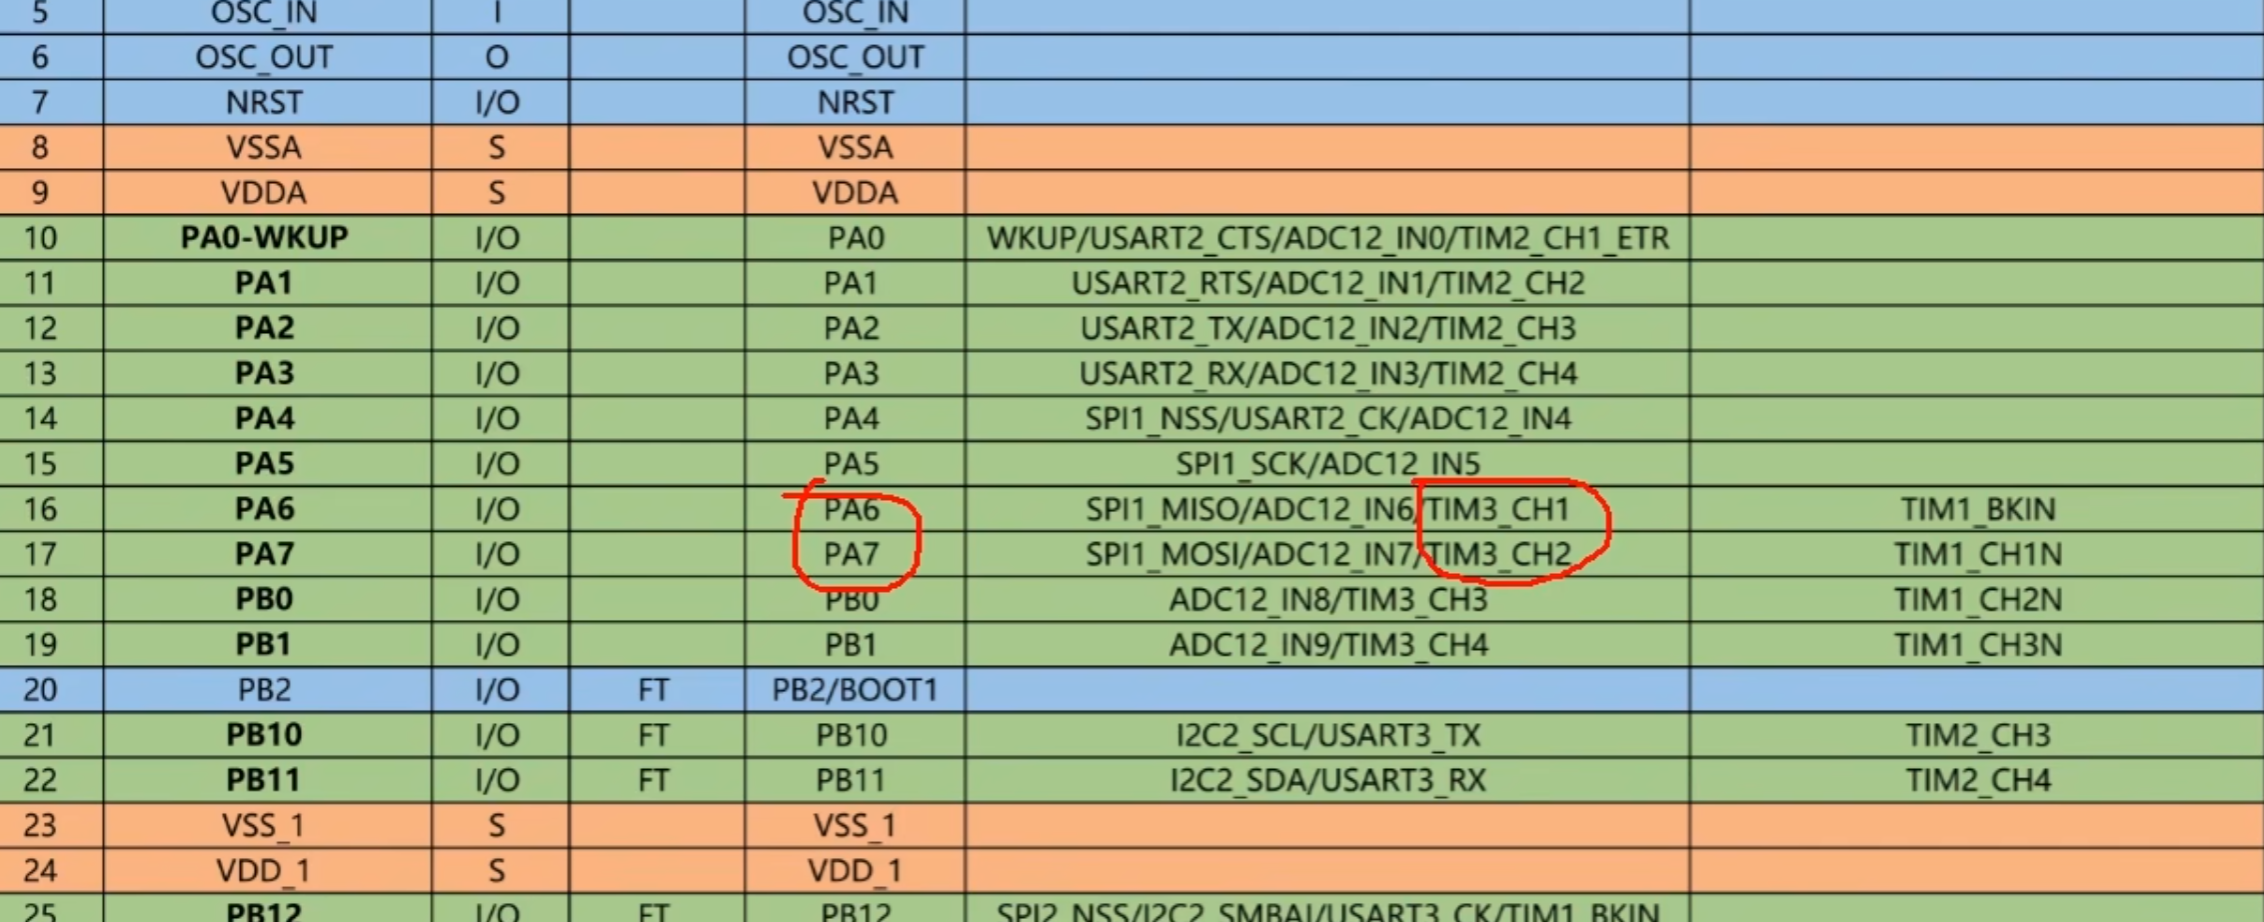 5 OSC_IN I OSC_IN
6 OSC_OUT O OSC_OUT
7 NRST I/O NRST
8 VSSA S VSSA
9 VDDA S VDDA
10 PA0-WKUP I/O PA0 WKUP/USART2_CTS/ADC12_IN0/TIM2_CH1_ETR
11 PA1 I/O PA1 USART2_RTS/ADC12_IN1/TIM2_CH2
12 PA2 I/O PA2 USART2_TX/ADC12_IN2/TIM2_CH3
13 PA3 I/O PA3 USART2_RX/ADC12_IN3/TIM2_CH4
14 PA4 I/O PA4 SPI1_NSS/USART2_CK/ADC12_IN4
15 PA5 I/O PA5 SPI1_SCK/ADC12_IN5
16 PA6 I/O PA6 SPI1_MISO/ADC12_IN6/TIM3_CH1 TIM1_BKIN
17 PA7 I/O PA7 SPI1_MOSI/ADC12_IN7/TIM3_CH2 TIM1_CH1N
18 PB0 I/O PB0 ADC12_IN8/TIM3_CH3 TIM1_CH2N
19 PB1 I/O PB1 ADC12_IN9/TIM3_CH4 TIM1_CH3N
20 PB2 I/O FT PB2/BOOT1
21 PB10 I/O FT PB10 I2C2_SCL/USART3_TX TIM2_CH3
22 PB11 I/O FT PB11 I2C2_SDA/USART3_RX TIM2_CH4
23 VSS_1 S VSS_1
24 VDD_1 S VDD_1
25 PB12 I/O FT PB12 SPI2_NSS/I2C2_SMBAI/USART3_CK/TIM1_BKIN